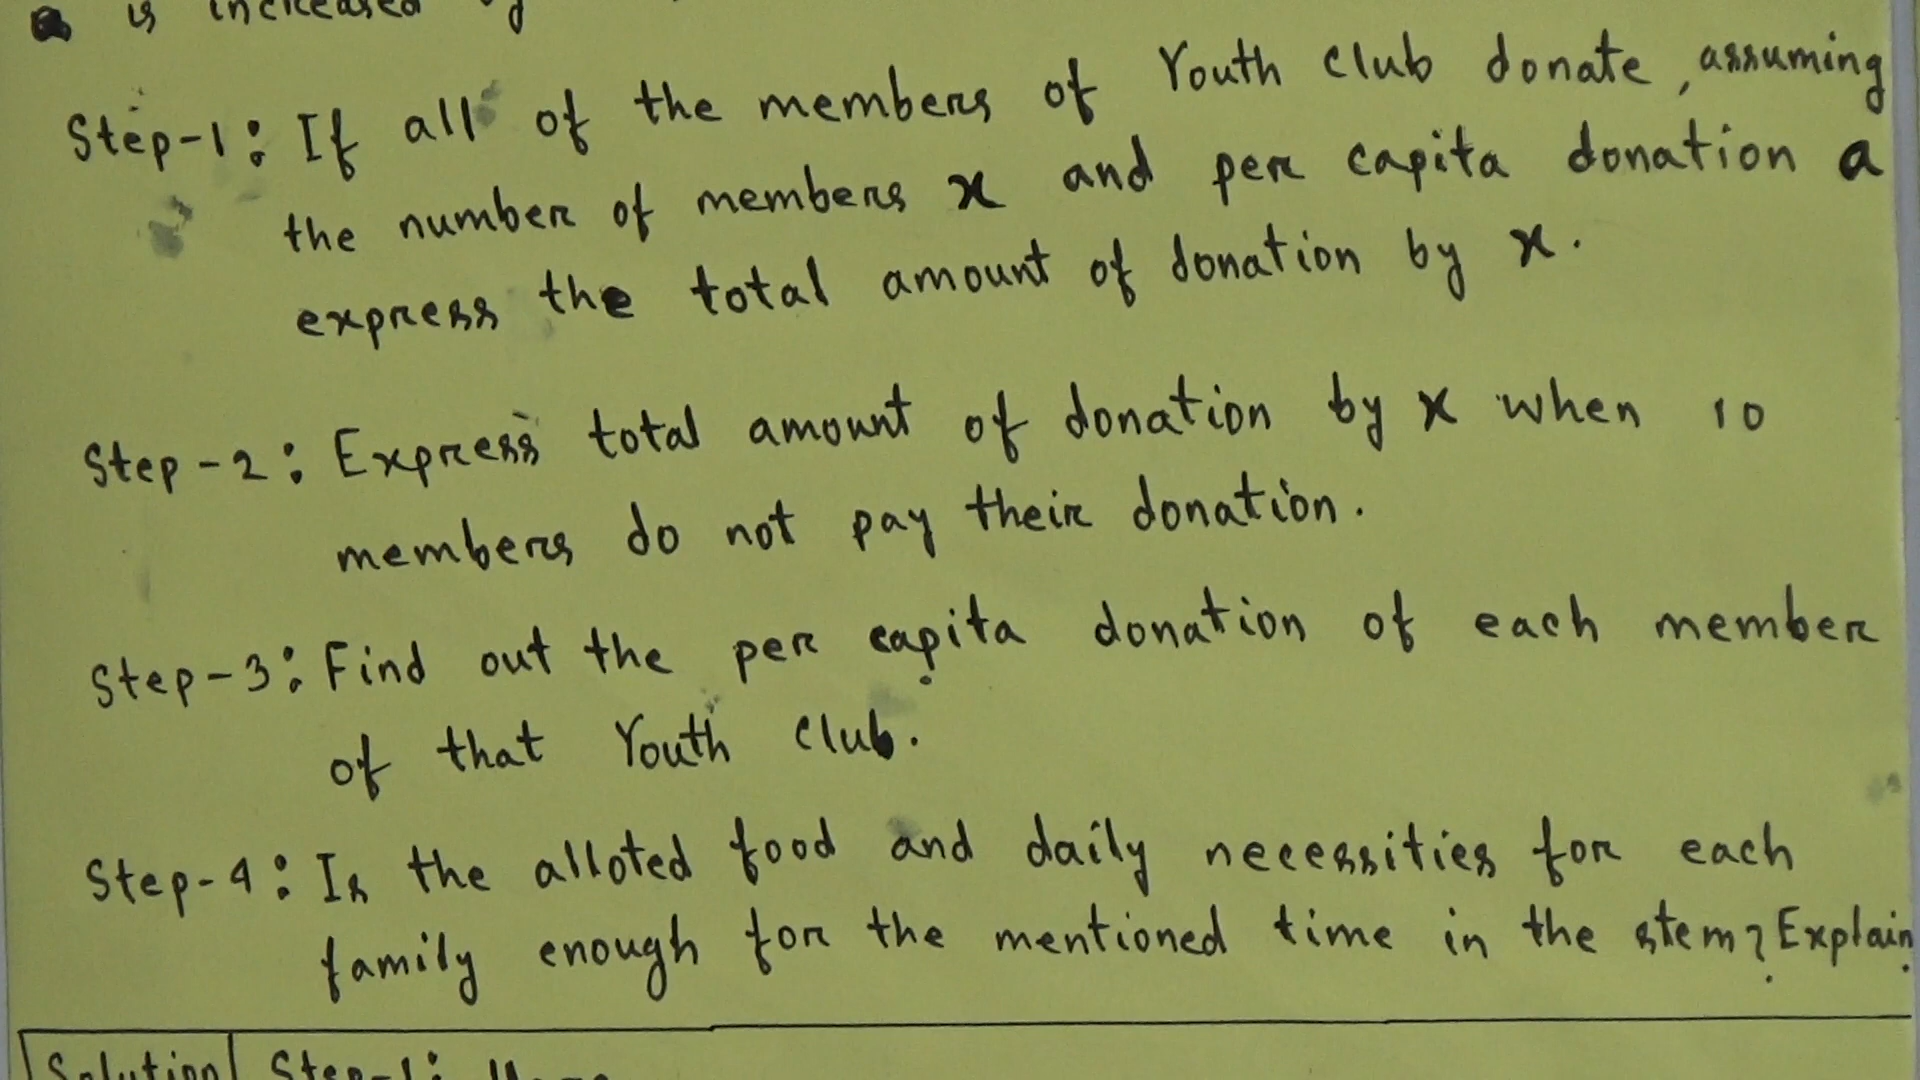 is increased
Step-1: If all of the members of Youth club donate, assuming
the number of members x and per capita donation a
express the total amount of donation by x.
Step-2: Express total amount of donation by x when 10
members do not pay their donation.
Step-3: Find out the per capita donation of each member
of that Youth club.
Step-4: Is the alloted food and daily necessities for each
family enough for the mentioned time in the stem? Explain.
Solution Step-1: